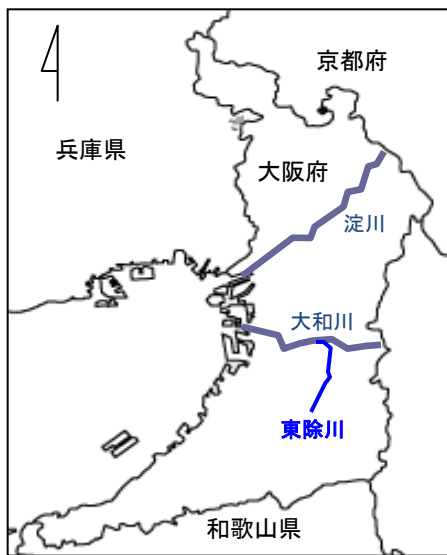 京都府
兵庫県
大阪府
淀川
大和川
東除川
和歌山県